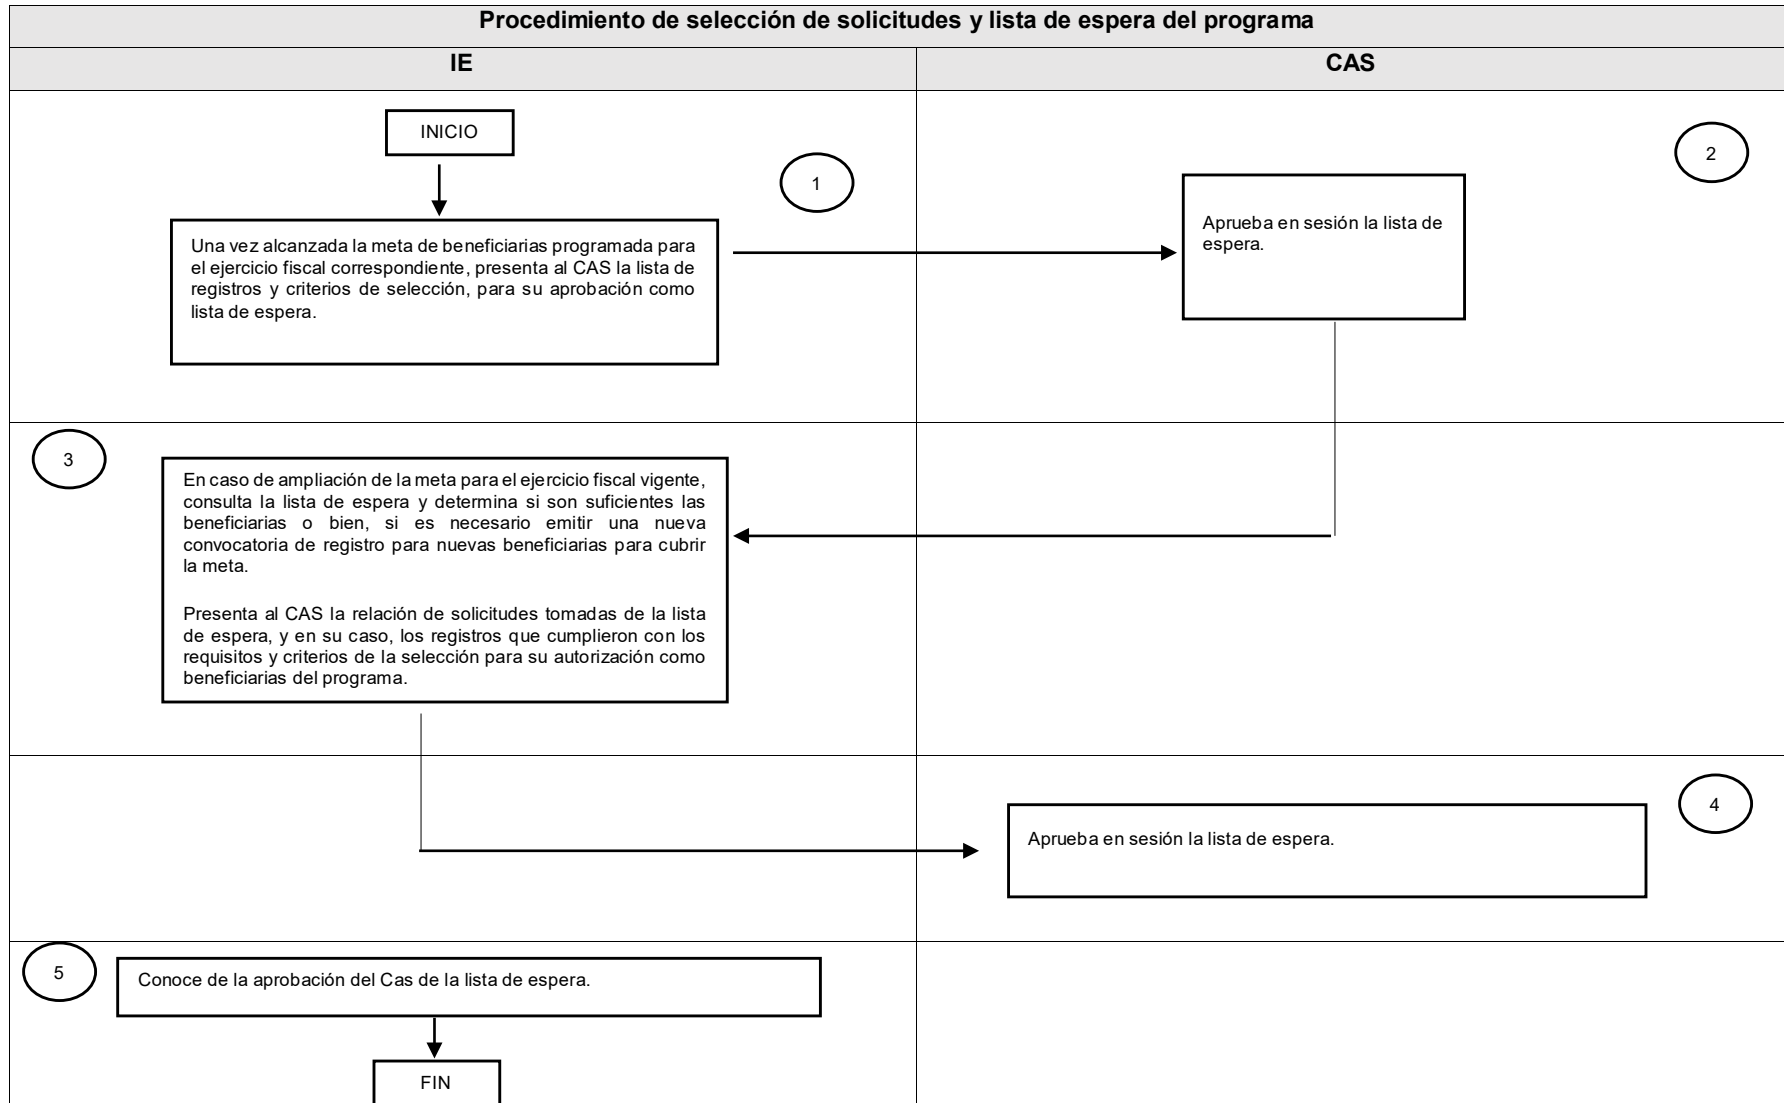 Procedimiento de selección de solicitudes y lista de espera del programa
IE
CAS
INICIO
1
Una vez alcanzada la meta de beneficiarias programada para
el ejercicio fiscal correspondiente, presenta al CAS la lista de
registros y criterios de selección, para su aprobación como
lista de espera.
2
Aprueba en sesión la lista de
espera.
3
En caso de ampliación de la meta para el ejercicio fiscal vigente,
consulta la lista de espera y determina si son suficientes las
beneficiarias o bien, si es necesario emitir una nueva
convocatoria de registro para nuevas beneficiarias para cubrir
la meta.
Presenta al CAS la relación de solicitudes tomadas de la lista
de espera, y en su caso, los registros que cumplieron con los
requisitos y criterios de la selección para su autorización como
beneficiarias del programa.
4
Aprueba en sesión la lista de espera.
5
Conoce de la aprobación del Cas de la lista de espera.
FIN